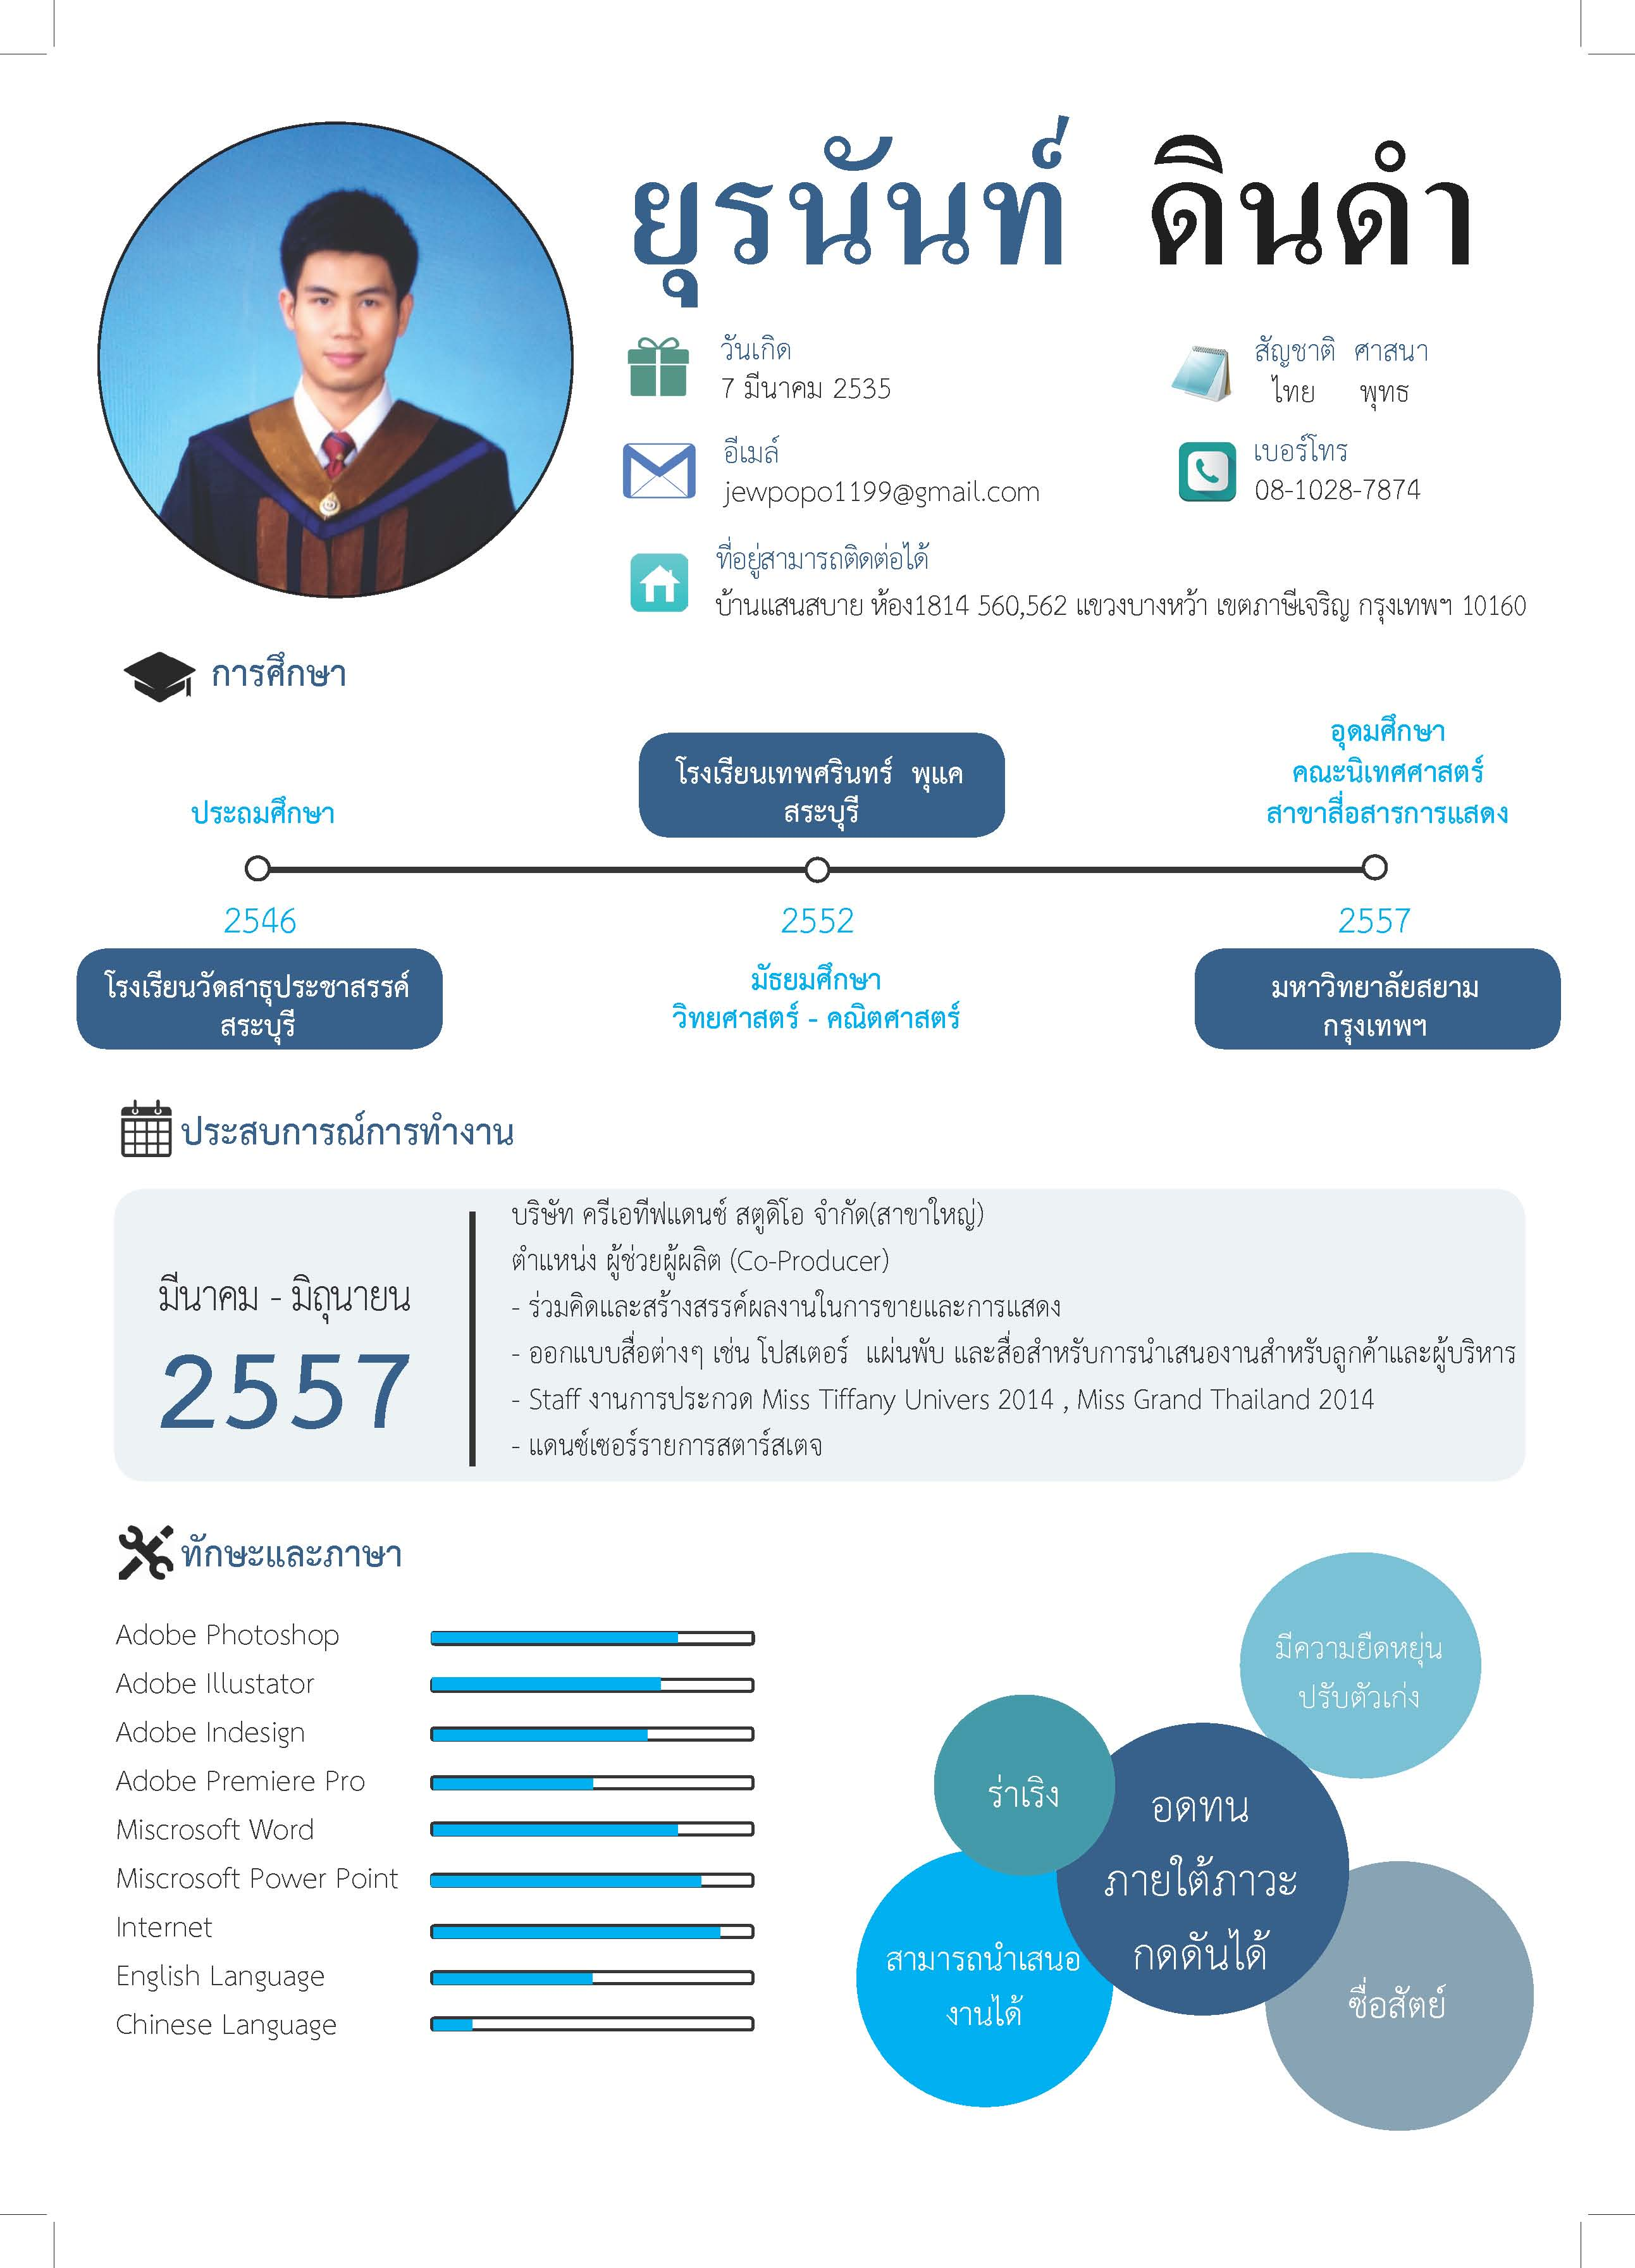 ยุรนันท์ ดินดำ
วันเกิด
7 มีนาคม 2535
สัญชาติ ศาสนา
ไทย พุทธ
อีเมล์
jewpopo1199@gmail.com
เบอร์โทร
08-1028-7874
ที่อยู่สามารถติดต่อได้
บ้านแสนสบาย ห้อง1814 560,562 แขวงบางหว้า เขตภาษีเจริญ กรุงเทพฯ 10160
การศึกษา
ประถมศึกษา
2546
โรงเรียนวัดสาธุประชาสรรค์
สระบุรี
โรงเรียนเทพศรินทร์ พุแค
สระบุรี
2552
มัธยมศึกษา
วิทยศาสตร์ - คณิตศาสตร์
อุดมศึกษา
คณะนิเทศศาสตร์
สาขาสื่อสารการแสดง
2557
มหาวิทยาลัยสยาม
กรุงเทพฯ
ประสบการณ์การทำงาน
มีนาคม - มิถุนายน
2557
บริษัท ครีเอทีฟแดนซ์ สตูดิโอ จำกัด(สาขาใหญ่)
ตำแหน่ง ผู้ช่วยผู้ผลิต (Co-Producer)
- ร่วมคิดและสร้างสรรค์ผลงานในการขายและการแสดง
- ออกแบบสื่อต่างๆ เช่น โปสเตอร์ แผ่นพับ และสื่อสำหรับการนำเสนองานสำหรับลูกค้าและผู้บริหาร
- Staff งานการประกวด Miss Tiffany Univers 2014 , Miss Grand Thailand 2014
- แดนซ์เซอร์รายการสตาร์สเตจ
ทักษะและภาษา
Adobe Photoshop
Adobe Illustator
Adobe Indesign
Adobe Premiere Pro
Miscrosoft Word
Miscrosoft Power Point
Internet
English Language
Chinese Language
มีความยืดหยุ่น
ปรับตัวเก่ง
ร่าเริง
อดทน
ภายใต้ภาวะ
กดดันได้
สามารถนำเสนอ
งานได้
ซื่อสัตย์